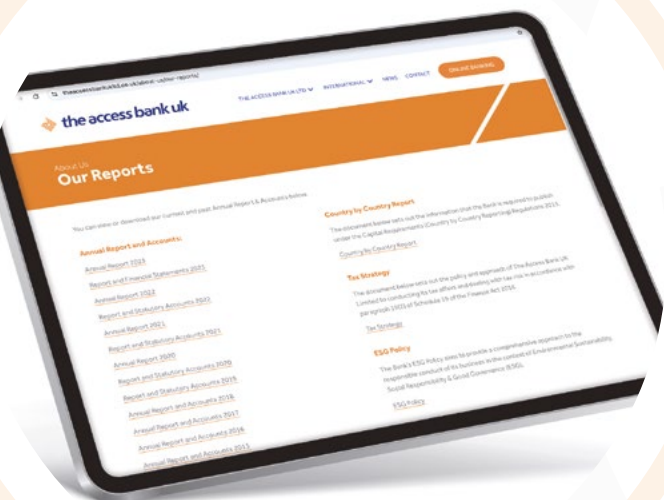 theaccessbankukltd.co.uk/about-us/our-reports/
the access bank uk
THE ACCESS BANK UK LTD INTERNATIONAL NEWS CONTACT ONLINE BANKING
About Us
Our Reports
You can view or download our current and past Annual Report & Accounts below.
Annual Report and Accounts:
Annual Report 2023
Report and Financial Statements 2023
Annual Report 2022
Report and Statutory Accounts 2022
Annual Report 2021
Report and Statutory Accounts 2021
Annual Report 2020
Report and Statutory Accounts 2020
Report and Statutory Accounts 2019
Annual Report and Accounts 2018
Annual Report and Accounts 2017
Annual Report and Accounts 2016
Annual Report and Accounts 2015
Country by Country Report
The document below sets out the information that the Bank is required to publish
under the Capital Requirements (Country by Country Reporting) Regulations 2013.
Country by Country Report
Tax Strategy
The document below sets out the policy and approach of The Access Bank UK
Limited to conducting its tax affairs and dealing with tax risk in accordance with
paragraph 16(2) of Schedule 19 of the Finance Act 2016.
Tax Strategy
ESG Policy
The Bank's ESG Policy aims to provide a comprehensive approach to the
responsible conduct of its business in the context of Environmental Sustainability,
Social Responsibility & Good Governance (ESG).
ESG Policy